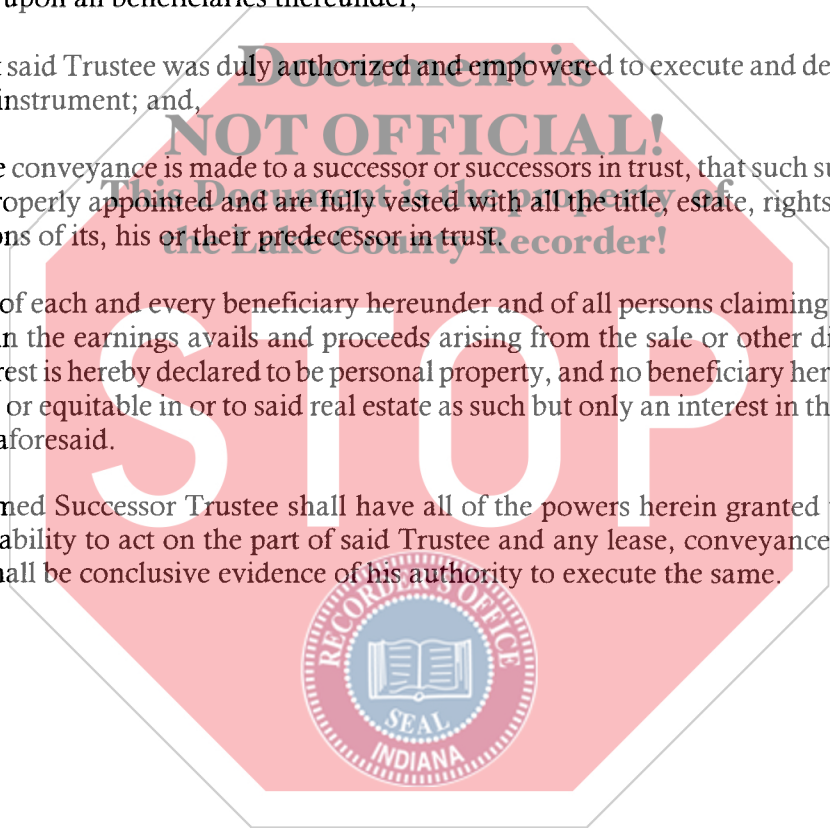 upon all beneficiaries thereunder;
said Trustee was duly authorized and empowered to execute and de
instrument; and,
conveyance is made to a successor or successors in trust, that such su
roperly appointed and are fully vested with all the title, estate, rights
ons of its, his or their predecessor in trust.
of each and every beneficiary hereunder and of all persons claiming
in the earnings avails and proceeds arising from the sale or other di
rest is hereby declared to be personal property, and no beneficiary her
or equitable in or to said real estate as such but only an interest in th
aforesaid.
med Successor Trustee shall have all of the powers herein granted
ability to act on the part of said Trustee and any lease, conveyance
hall be conclusive evidence of his authority to execute the same.
Document is
NOT OFFICIAL!
This Document is the property of
the Lake County Recorder!
STOP
RECORDER'S OFFICE
SEAL
INDIANA